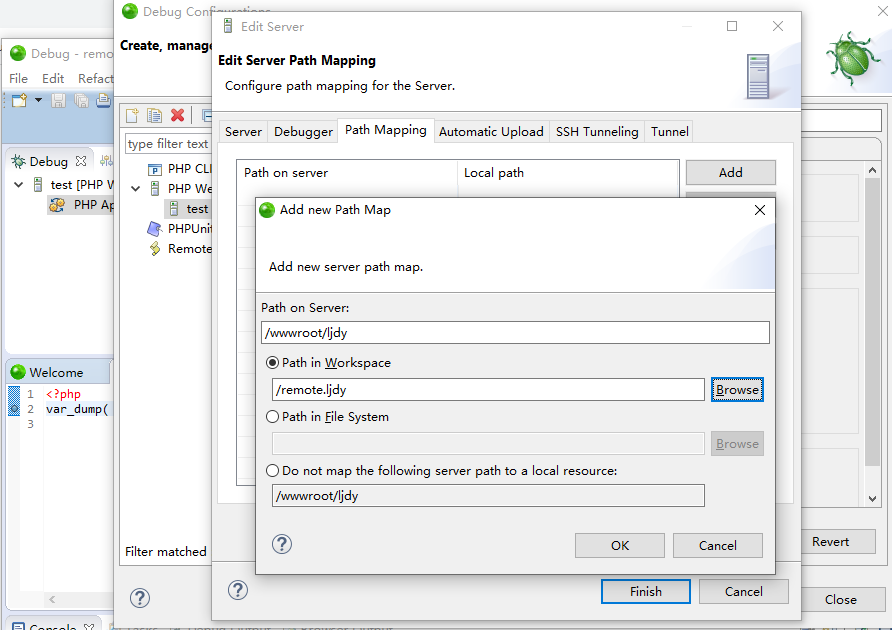 Debug Configurations
Create, manage
Debug - remo
File Edit Refact
Debug
test [PHP W
PHP Ap
Welcome
1 <?php
2 var_dump(
3
Console
type filter text
PHP CLI
PHP We
test
PHPUnit
Remote
Filter matched
Edit Server
Edit Server Path Mapping
Configure path mapping for the Server.
Server Debugger Path Mapping Automatic Upload SSH Tunneling Tunnel
Path on server Local path
Add
Add new Path Map
Add new server path map.
Path on Server:
/wwwroot/ljdy
Path in Workspace
/remote.ljdy
Browse
Path in File System
Browse
Do not map the following server path to a local resource:
/wwwroot/ljdy
OK Cancel
Finish Cancel
Revert
Close